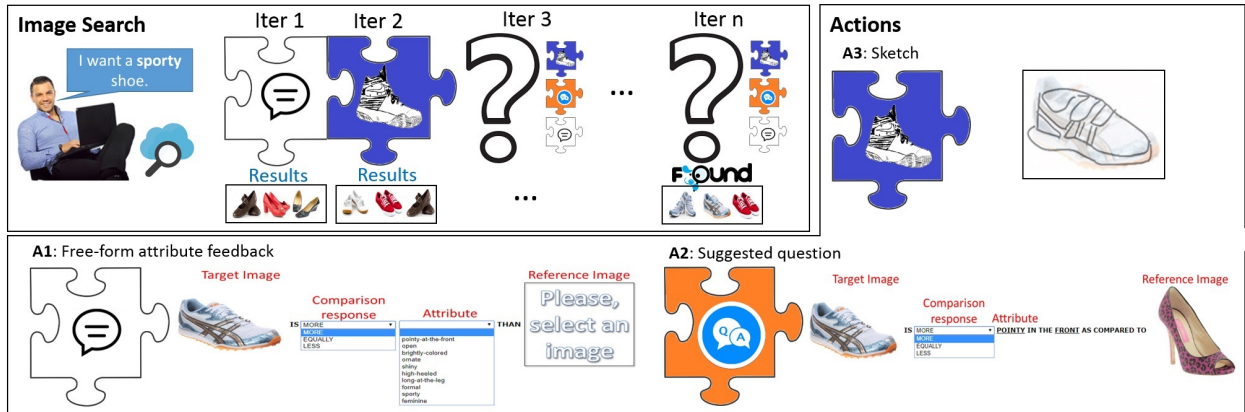 Image Search
I want a sporty
shoe.
Iter 1
Iter 2
Iter 3
Iter n
?
?
...
Results
Results
...
Found
Actions
A3: Sketch
A1: Free-form attribute feedback
Target Image
IS
Comparison
response
MORE
MORE
EQUALLY
LESS
Attribute
pointy-at-the-front
open
brightly-colored
ornate
shiny
high-heeled
long-at-the-leg
formal
sporty
feminine
THAN
Reference Image
Please,
select an
image
A2: Suggested question
Q
A
Target Image
IS
Comparison
response
MORE
MORE
EQUALLY
LESS
Attribute
POINTY IN THE FRONT AS COMPARED TO
Reference Image